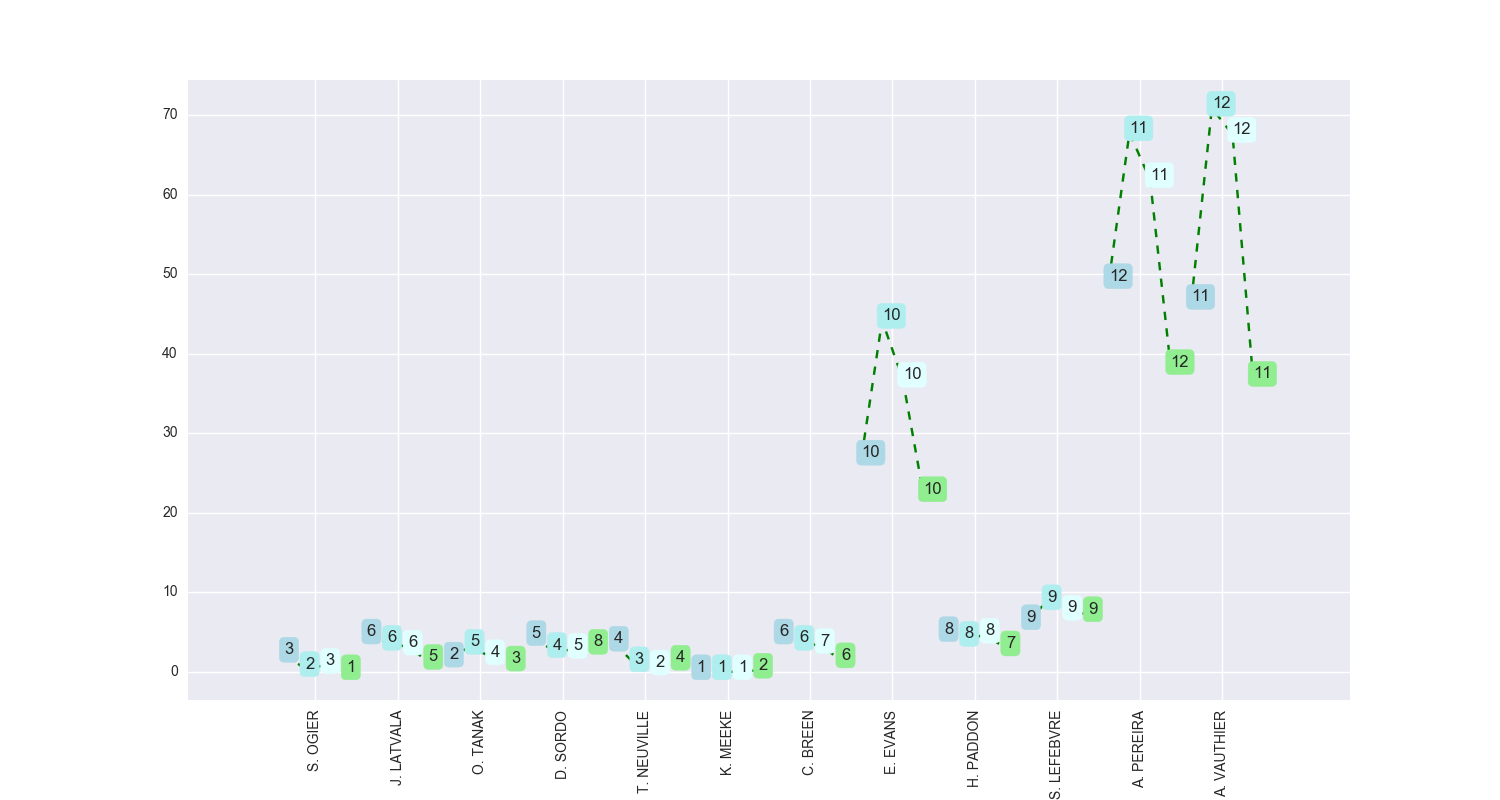 70
60
50
40
30
20
10
0
3 2 3 1
6 6 6 5
2 5 4 3
5 4 5 8
4 3 2 4
1 1 1 2
6 6 7 6
10 10 10 10
8 8 8 7
9 9 9 9
12 11 11 12
11 12 12 11
S. OGIER
J. LATVALA
O. TANAK
D. SORDO
T. NEUVILLE
K. MEEKE
C. BREEN
E. EVANS
H. PADDON
S. LEFEBVRE
A. PEREIRA
A. VAUTHIER